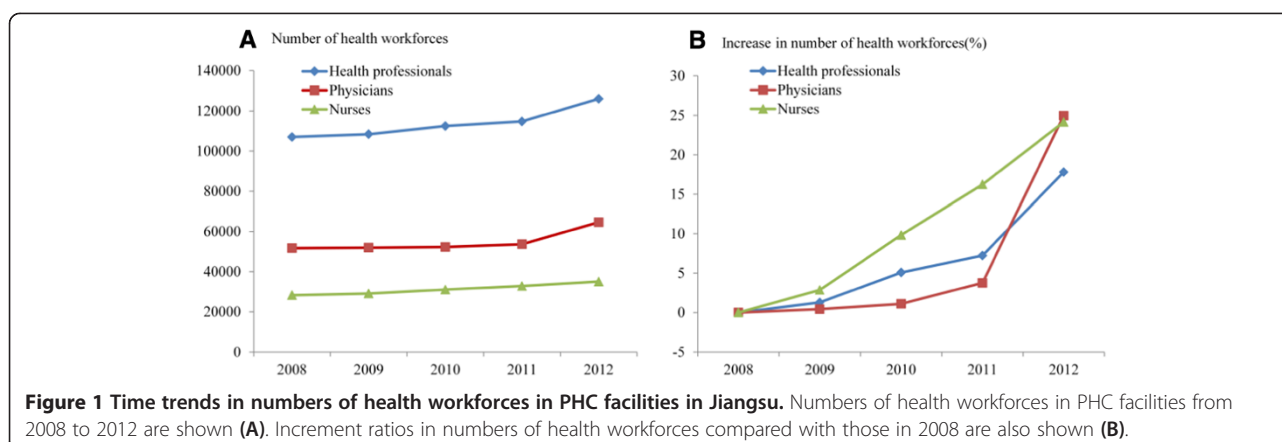 A Number of health workforces
140000
120000
100000
80000
60000
40000
20000
0
Health professionals
Physicians
Nurses
2008 2009 2010 2011 2012
B Increase in number of health workforces(%)
30
25
20
15
10
5
0
-5
Health professionals
Physicians
Nurses
2008 2009 2010 2011 2012
Figure 1 Time trends in numbers of health workforces in PHC facilities in Jiangsu. Numbers of health workforces in PHC facilities from
2008 to 2012 are shown (A). Increment ratios in numbers of health workforces compared with those in 2008 are also shown (B).